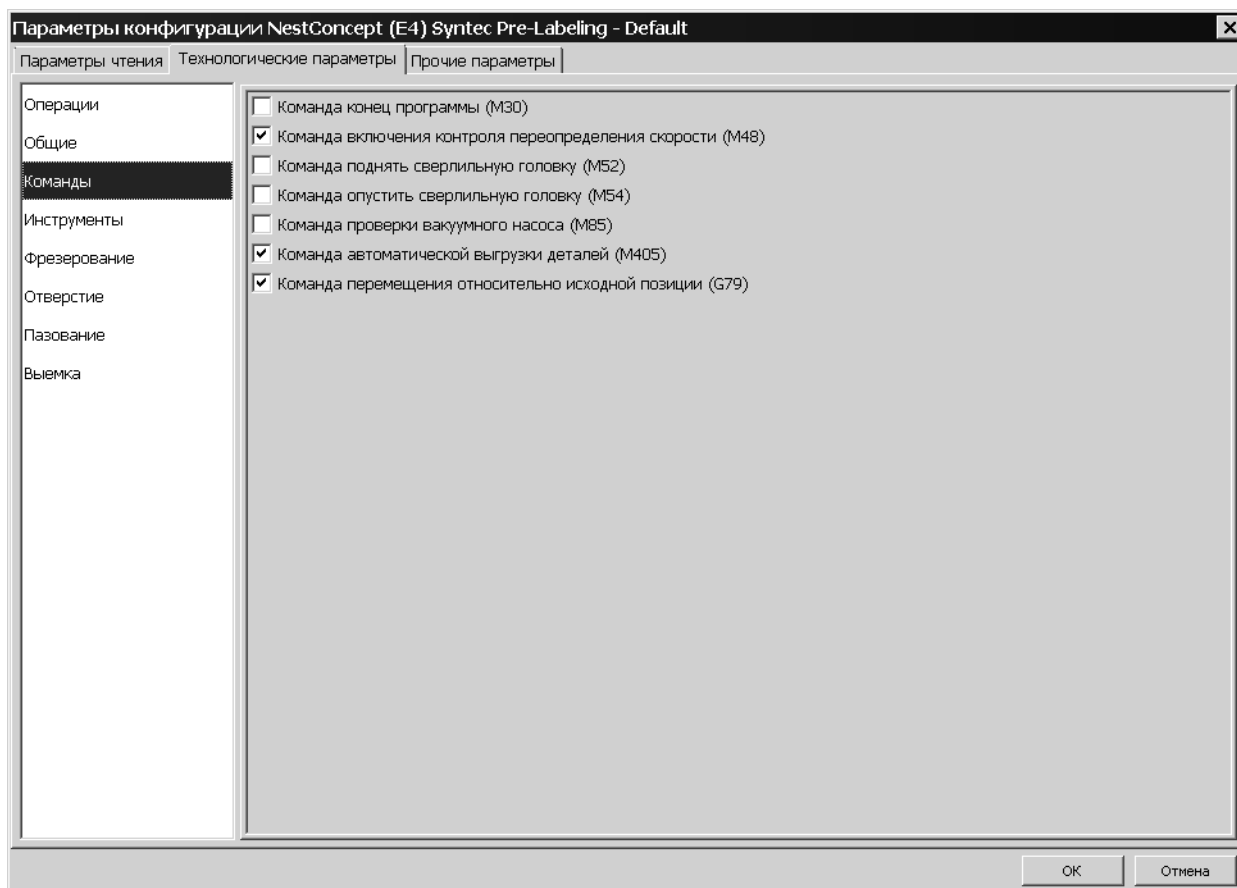 Параметры конфигурации NestConcept (E4) Syntec Pre-Labeling - Default
Параметры чтения Технологические параметры Прочие параметры
Операции
Общие
Команды
Инструменты
Фрезерование
Отверстие
Пазование
Выемка
Команда конец программы (M30)
Команда включения контроля переопределения скорости (M48)
Команда поднять сверлильную головку (M52)
Команда опустить сверлильную головку (M54)
Команда проверки вакуумного насоса (M85)
Команда автоматической выгрузки деталей (M405)
Команда перемещения относительно исходной позиции (G79)
ОК Отмена